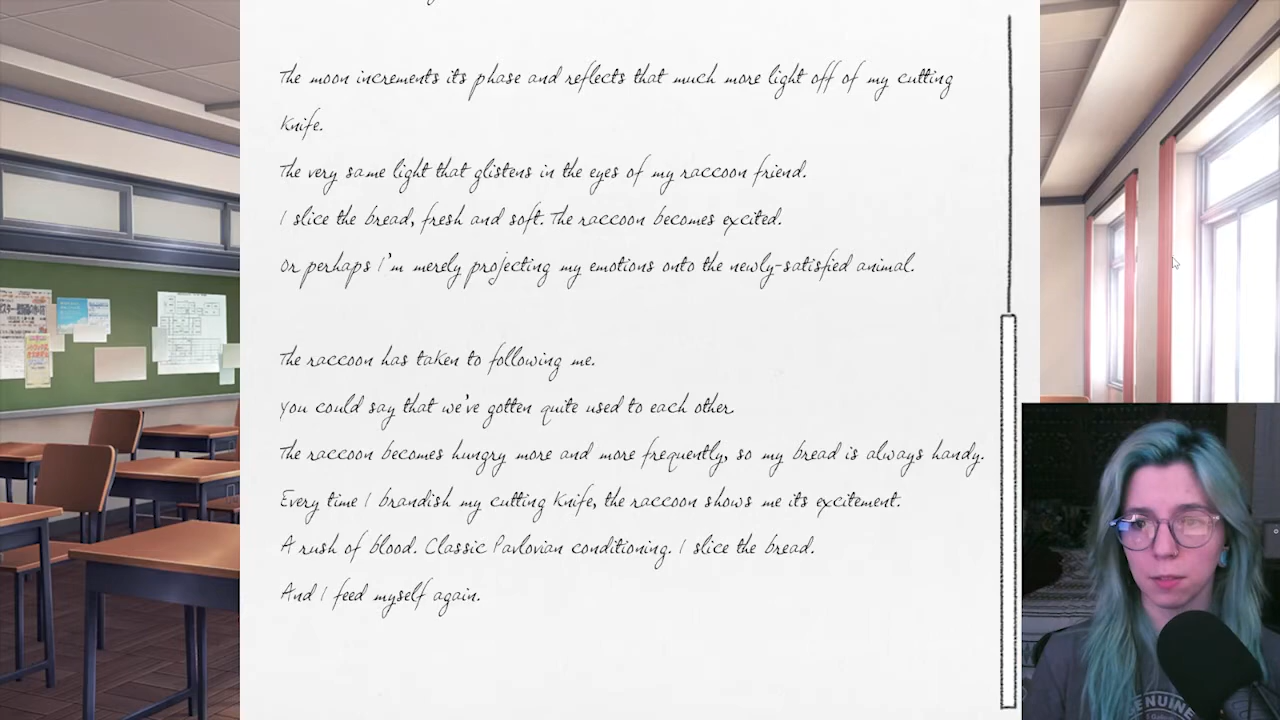 The moon increments its phase and reflects that much more light off of my cutting
knife.
The very same light that glistens in the eyes of my raccoon friend.
I slice the bread, fresh and soft. The raccoon becomes excited.
Or perhaps I'm merely projecting my emotions onto the newly-satisfied animal.
The raccoon has taken to following me.
You could say that we've gotten quite used to each other.
The raccoon becomes hungry more and more frequently, so my bread is always handy.
Every time I brandish my cutting knife, the raccoon shows me its excitement.
A rush of blood. Classic Pavlovian conditioning. I slice the bread.
And I feed myself again.
GENUINE